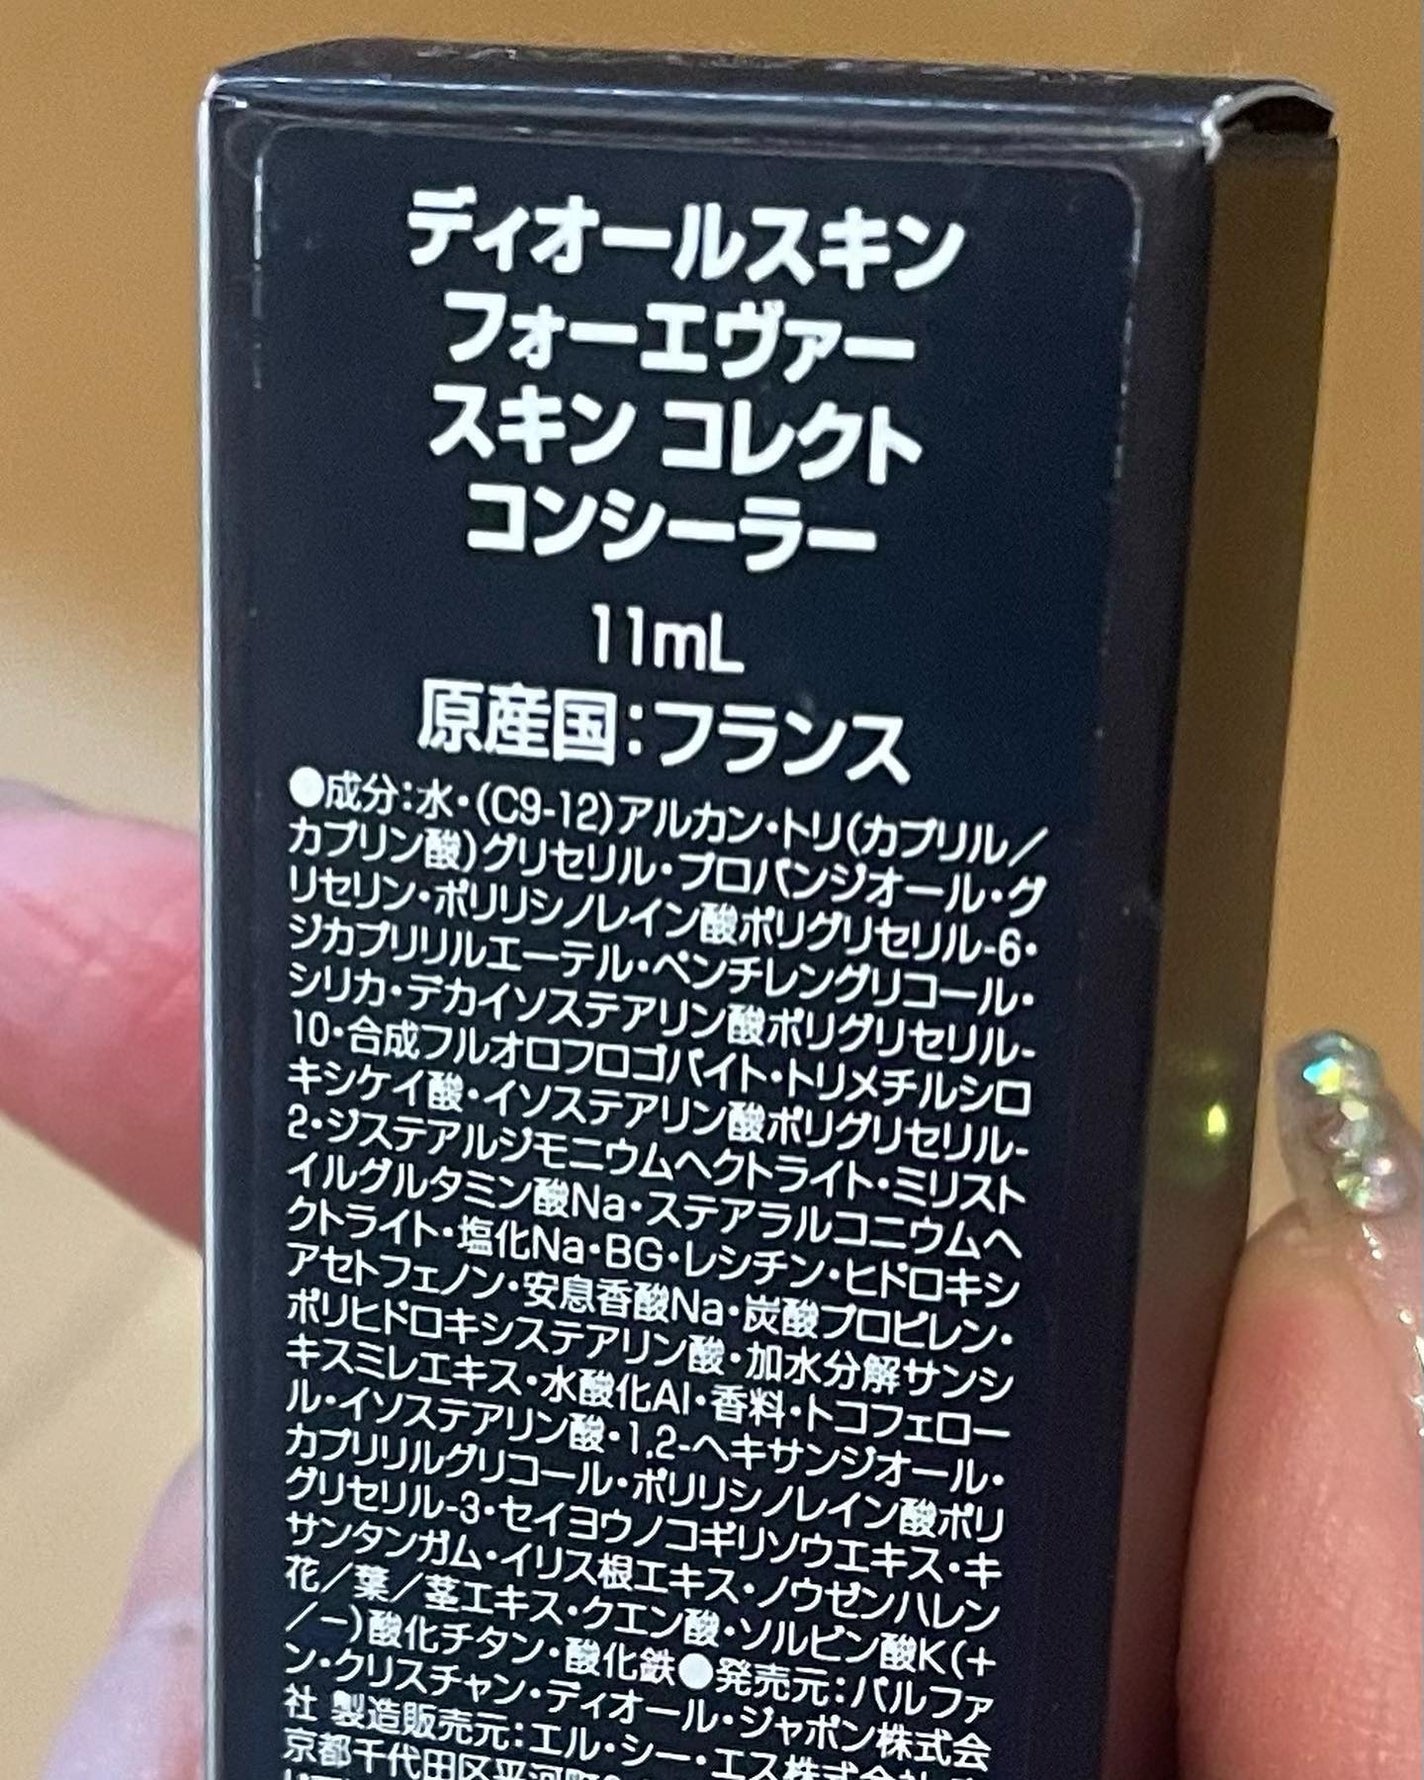 ディオールスキン
フォーエヴァー
スキン コレクト
コンシーラー
11mL
原産国：フランス
●成分：水・(C9-12)アルカン・トリ(カプリル／
カプリン酸)グリセリル・プロパンジオール・グ
リセリン・ポリリシノレイン酸ポリグリセリル-6・
ジカプリリルエーテル・ペンチレングリコール・
シリカ・デカイソステアリン酸ポリグリセリル-
10・合成フルオロフロゴパイト・トリメチルシロ
キシケイ酸・イソステアリン酸ポリグリセリル-
2・ジステアルジモニウムヘクトライト・ミリスト
イルグルタミン酸Na・ステアラルコニウムヘ
クトライト・塩化Na・BG・レシチン・ヒドロキシ
アセトフェノン・安息香酸Na・炭酸プロピレン・
ポリヒドロキシステアリン酸・加水分解サンシ
キスミレエキス・水酸化Al・香料・トコフェロー
ル・イソステアリン酸・1,2-ヘキサンジオール・
カプリリルグリコール・ポリリシノレイン酸ポリ
グリセリル-3・セイヨウノコギリソウエキス・キ
サンタンガム・イリス根エキス・ノウゼンハレン
花／葉／茎エキス・クエン酸・ソルビン酸K(+
／−)酸化チタン・酸化鉄●発売元：パルファ
ン・クリスチャン・ディオール・ジャポン株式会
社 製造販売元：エル・シー・エス株式会社
京都千代田区平河町